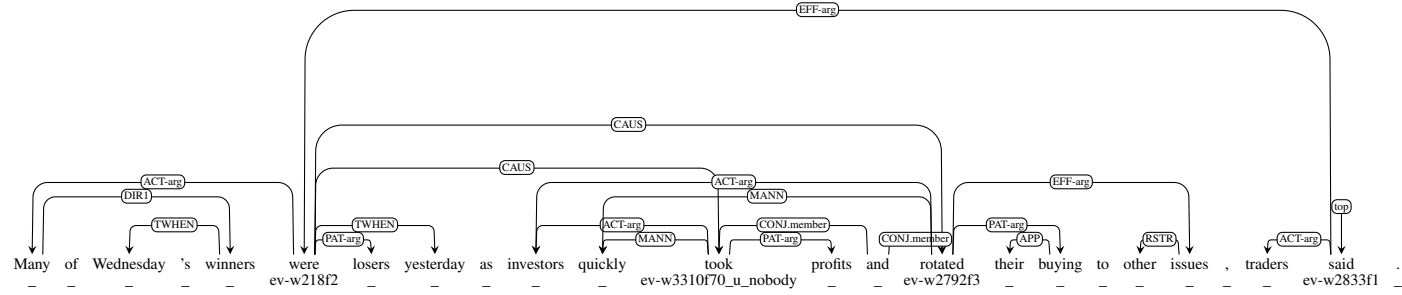 EFF-arg
CAUS
CAUS
ACT-arg ACT-arg EFF-arg
DIR1 MANN
top
TWHEN TWHEN ACT-arg CONJ.member PAT-arg
PAT-arg MANN PAT-arg CONJ.member APP RSTR ACT-arg
Many of Wednesday 's winners were losers yesterday as investors quickly took profits and rotated their buying to other issues , traders said .
_ _ _ _ _ ev-w218f2 _ _ _ _ _ ev-w3310f70_u_nobody _ _ ev-w2792f3 _ _ _ _ _ _ _ ev-w2833f1 _